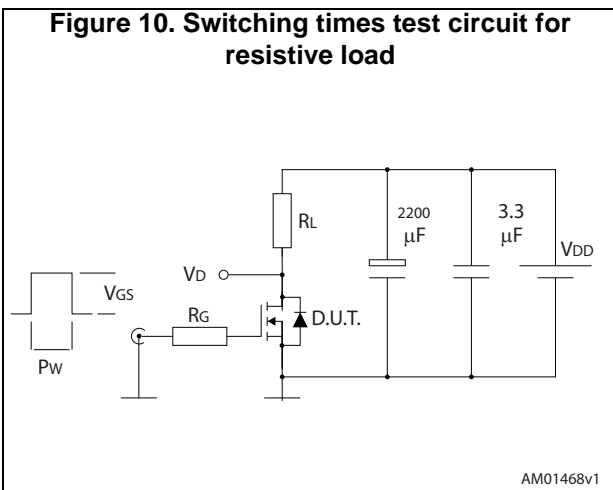 Figure 10. Switching times test circuit for
resistive load
RL
2200
μF
3.3
μF
VDD
VD
VGS
RG
D.U.T.
PW
AM01468v1